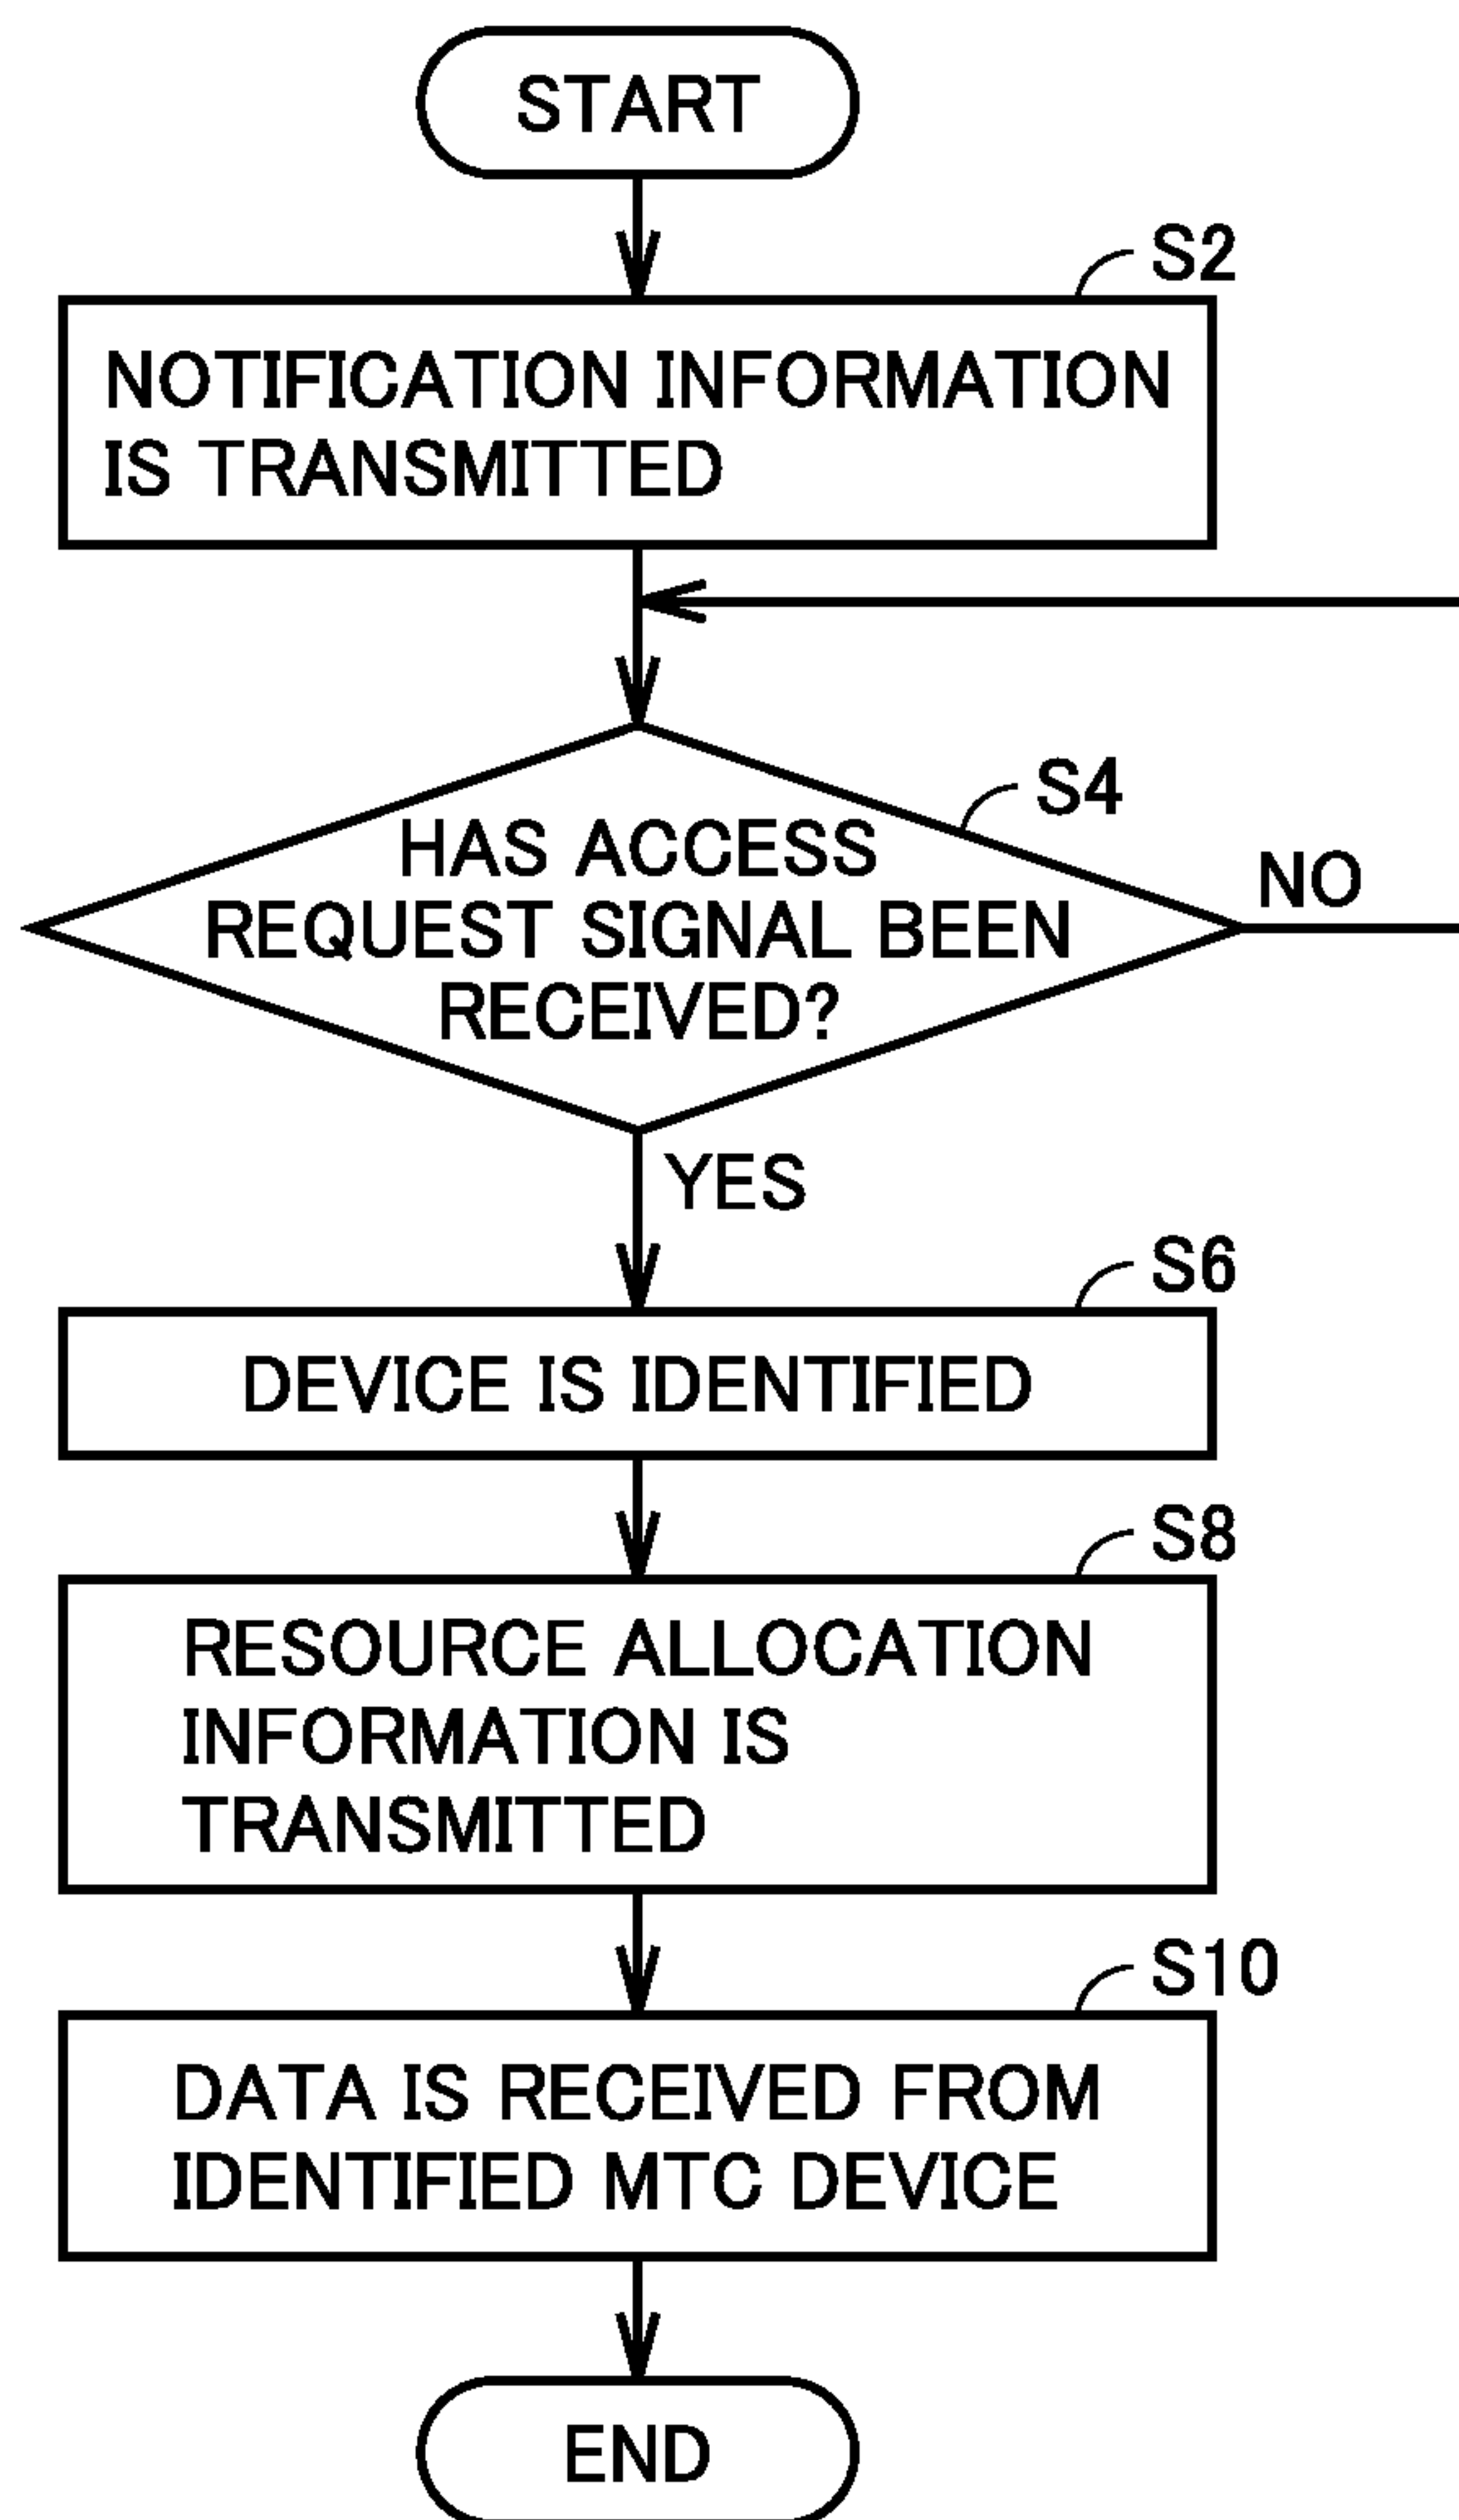 START
S2
NOTIFICATION INFORMATION
IS TRANSMITTED
S4
HAS ACCESS
REQUEST SIGNAL BEEN
RECEIVED?
NO
YES
S6
DEVICE IS IDENTIFIED
S8
RESOURCE ALLOCATION
INFORMATION IS
TRANSMITTED
S10
DATA IS RECEIVED FROM
IDENTIFIED MTC DEVICE
END